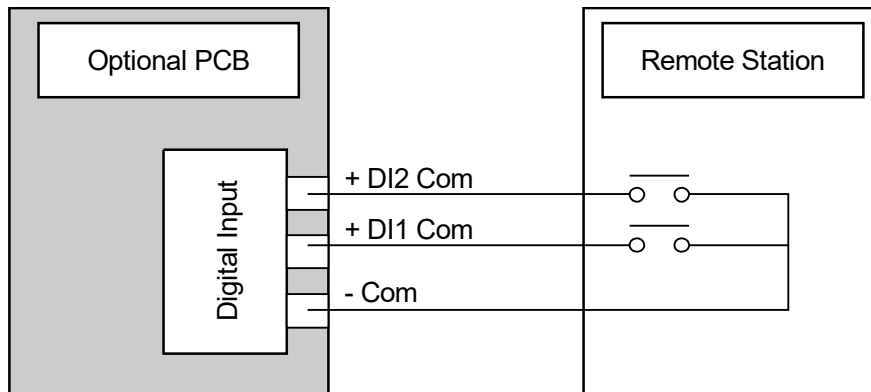 Optional PCB
Remote Station
Digital Input
+ DI2 Com
+ DI1 Com
- Com